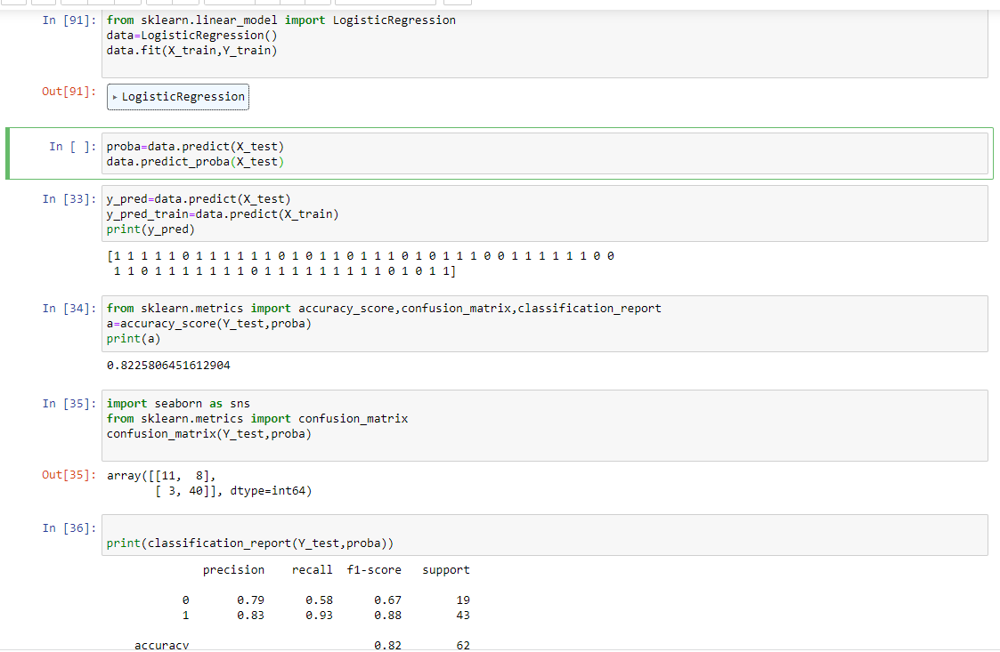 In [91]: from sklearn.linear_model import LogisticRegression
data=LogisticRegression()
data.fit(X_train,Y_train)
Out[91]: ▸ LogisticRegression
In [ ]: proba=data.predict(X_test)
data.predict_proba(X_test)
In [33]: y_pred=data.predict(X_test)
y_pred_train=data.predict(X_train)
print(y_pred)
[1 1 1 1 1 0 1 1 1 1 1 1 0 1 0 1 1 0 1 1 1 0 1 0 1 1 1 0 0 1 1 1 1 1 1 0 0
1 1 0 1 1 1 1 1 1 1 0 1 1 1 1 1 1 1 1 1 0 1 0 1 1]
In [34]: from sklearn.metrics import accuracy_score,confusion_matrix,classification_report
a=accuracy_score(Y_test,proba)
print(a)
0.8225806451612904
In [35]: import seaborn as sns
from sklearn.metrics import confusion_matrix
confusion_matrix(Y_test,proba)
Out[35]: array([[11, 8],
[ 3, 40]], dtype=int64)
In [36]:
print(classification_report(Y_test,proba))
precision recall f1-score support
0 0.79 0.58 0.67 19
1 0.83 0.93 0.88 43
accuracy 0.82 62